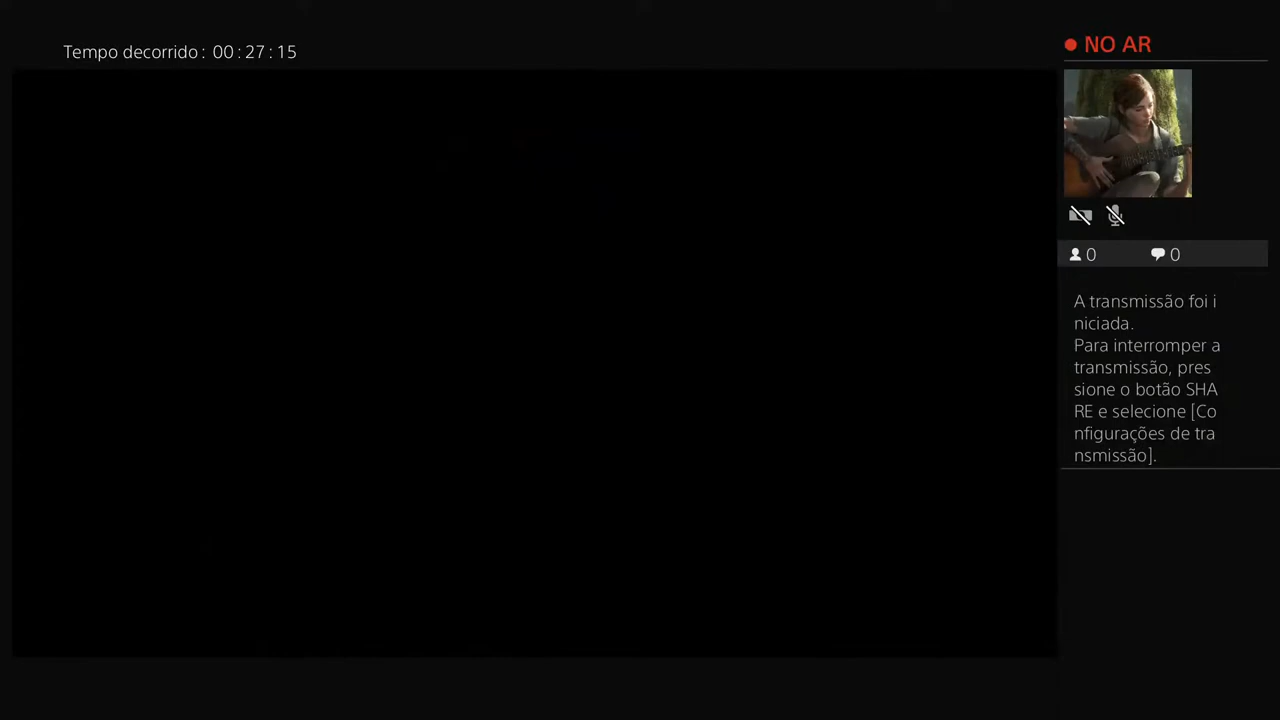 Tempo decorrido: 00:27:15
NO AR
0 0
A transmissão foi i
niciada.
Para interromper a
transmissão, pres
sione o botão SHA
RE e selecione [Co
nfigurações de tra
nsmissão].